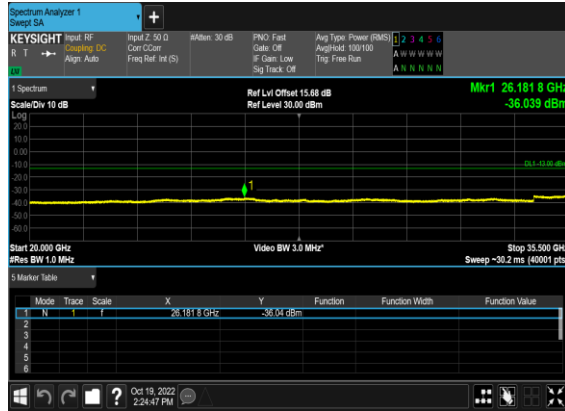 Spectrum Analyzer 1
Swept SA
+
KEYSIGHT Input: RF Input Z: 50 Ω #Atten: 30 dB PNO: Fast Avg Type: Power (RMS) 1 2 3 4 5 6
R T Coupling: DC Corr CCorr Gate: Off Avg|Hold: 100/100 A W W W W W
Align: Auto Freq Ref: Int (S) IF Gain: Low Trig: Free Run
LXI Sig Track: Off A N N N N N
1 Spectrum Ref Lvl Offset 15.68 dB Mkr1 26.181 8 GHz
Scale/Div 10 dB Ref Level 30.00 dBm -36.039 dBm
Log
20.0
10.0
0.00
-10.0 DL1 -13.00 dBm
-20.0
-30.0 1
-40.0
-50.0
-60.0
Start 20.000 GHz Video BW 3.0 MHz* Stop 35.500 GHz
#Res BW 1.0 MHz Sweep ~30.2 ms (40001 pts)
5 Marker Table
Mode Trace Scale X Y Function Function Width Function Value
1 N 1 f 26.181 8 GHz -36.04 dBm
2
3
4
5
6
? Oct 19, 2022
2:24:47 PM